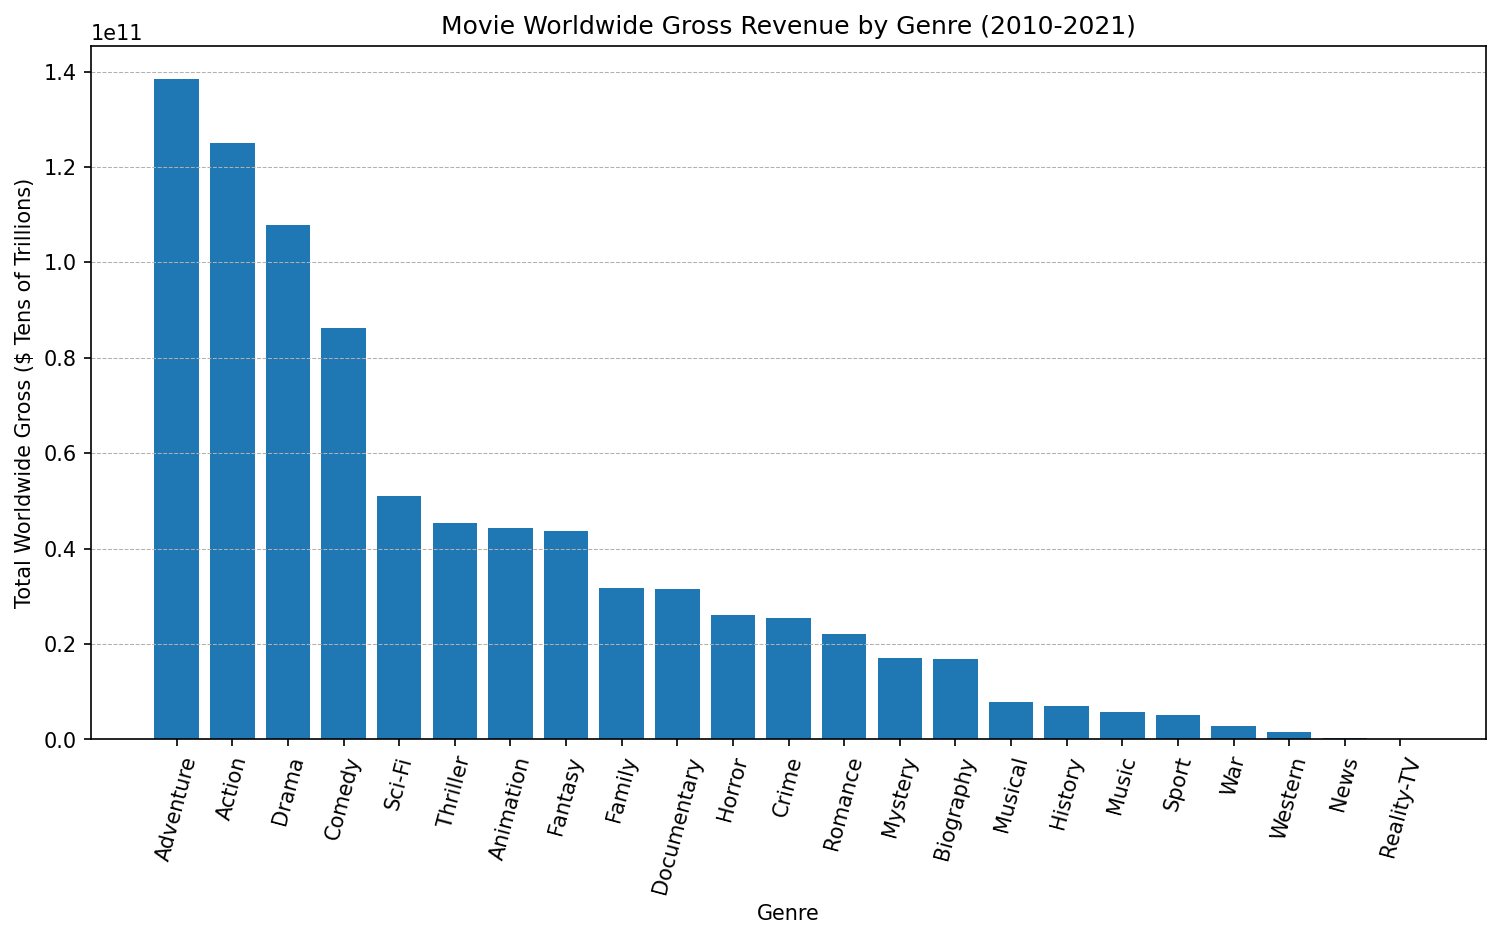 Movie Worldwide Gross Revenue by Genre (2010-2021)
1e11
1.4
1.2
1.0
0.8
0.6
0.4
0.2
0.0
Total Worldwide Gross ($ Tens of Trillions)
Adventure
Action
Drama
Comedy
Sci-Fi
Thriller
Animation
Fantasy
Family
Documentary
Horror
Crime
Romance
Mystery
Biography
Musical
History
Music
Sport
War
Western
News
Reality-TV
Genre